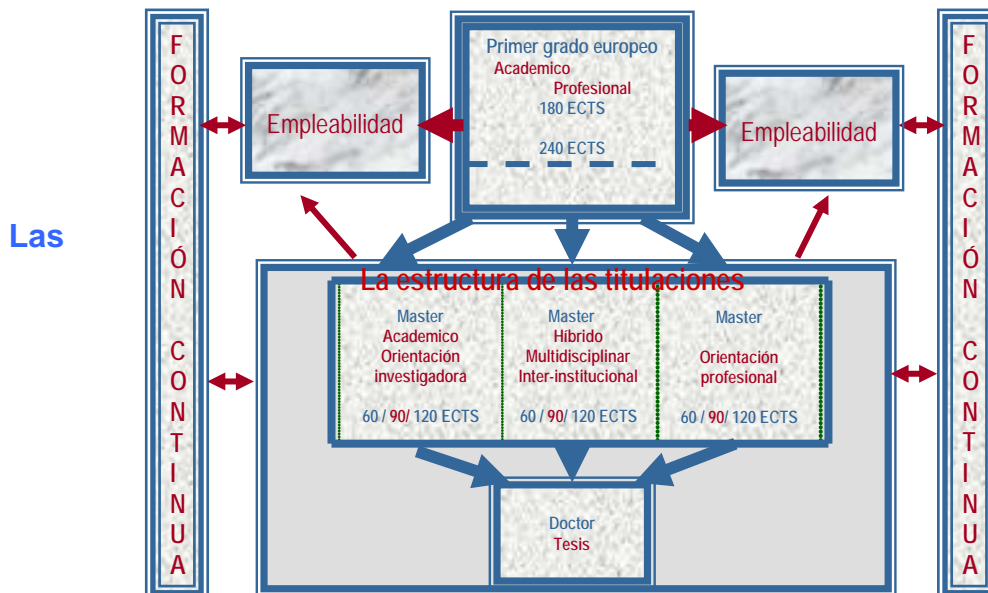 FORMACIÓN CONTINUA
Primer grado europeo
Academico
Profesional
180 ECTS
240 ECTS
Empleabilidad
Empleabilidad
FORMACIÓN CONTINUA
Las
La estructura de las titulaciones
Master
Academico
Orientación
investigadora
60 / 90/ 120 ECTS
Master
Híbrido
Multidisciplinar
Inter-institucional
60 / 90/ 120 ECTS
Master
Orientación
profesional
60 / 90/ 120 ECTS
Doctor
Tesis